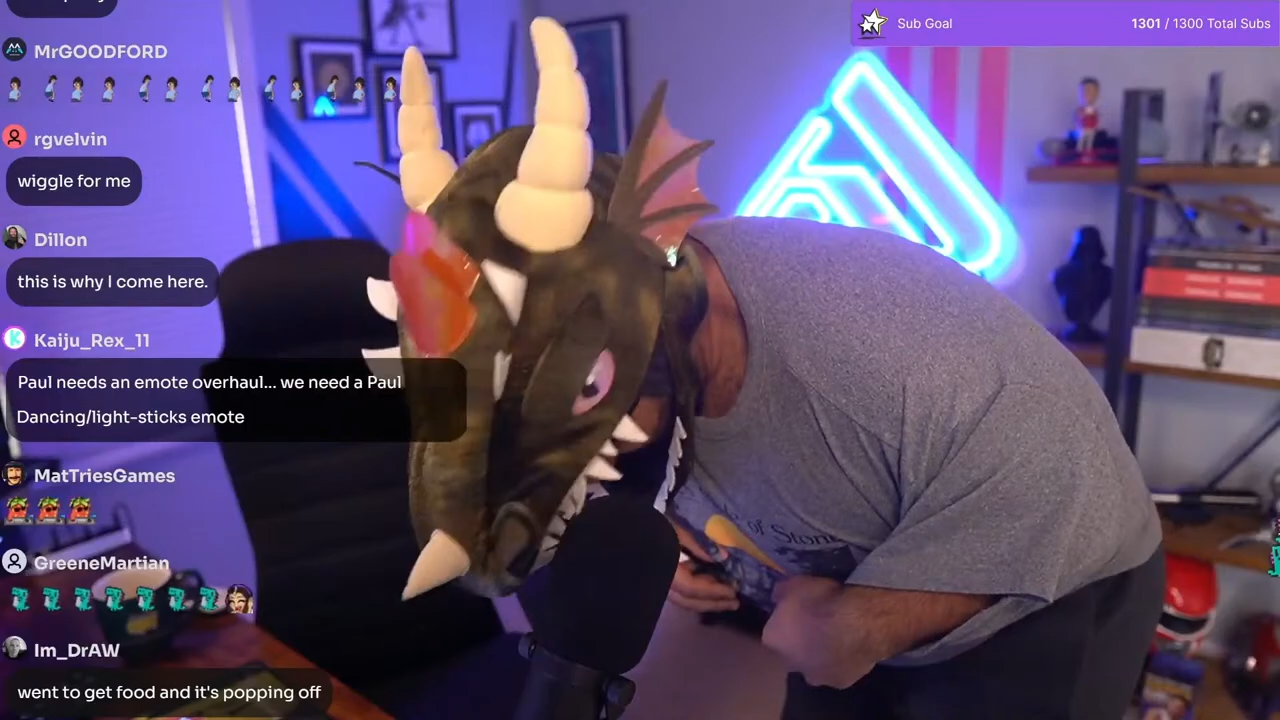 Sub Goal
1301 / 1300 Total Subs
MrGOODFORD
rgvelvin
wiggle for me
Dillon
this is why I come here.
Kaiju_Rex_11
Paul needs an emote overhaul... we need a Paul
Dancing/light-sticks emote
MatTriesGames
GreeneMartian
Im_DrAW
went to get food and it's popping off
of Stone